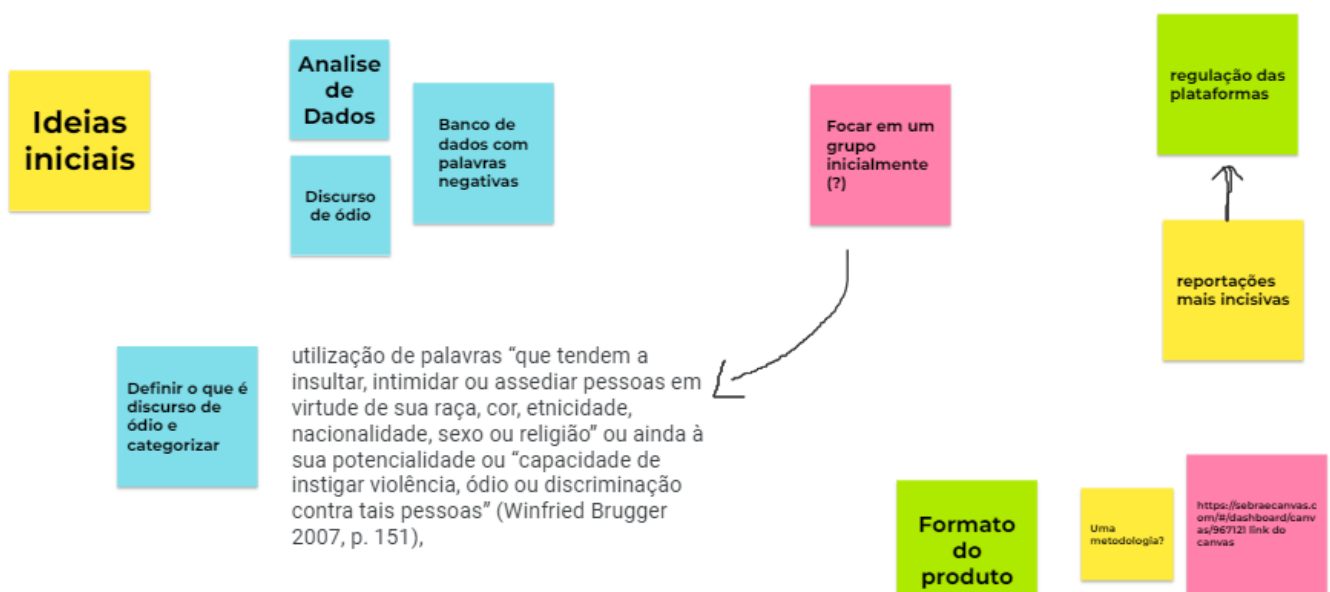 Ideias
iniciais
Analise
de
Dados
Discurso
de ódio
Banco de
dados com
palavras
negativas
Focar em um
grupo
inicialmente
(?)
regulação das
plataformas
reportações
mais incisivas
Definir o que é
discurso de
ódio e
categorizar
utilização de palavras “que tendem a
insultar, intimidar ou assediar pessoas em
virtude de sua raça, cor, etnicidade,
nacionalidade, sexo ou religião” ou ainda à
sua potencialidade ou “capacidade de
instigar violência, ódio ou discriminação
contra tais pessoas” (Winfried Brugger
2007, p. 151),
Formato
do
produto
Uma
metodologia?
https://sebraecanvas.c
om/#/dashboard/canv
as/967121 link do
canvas